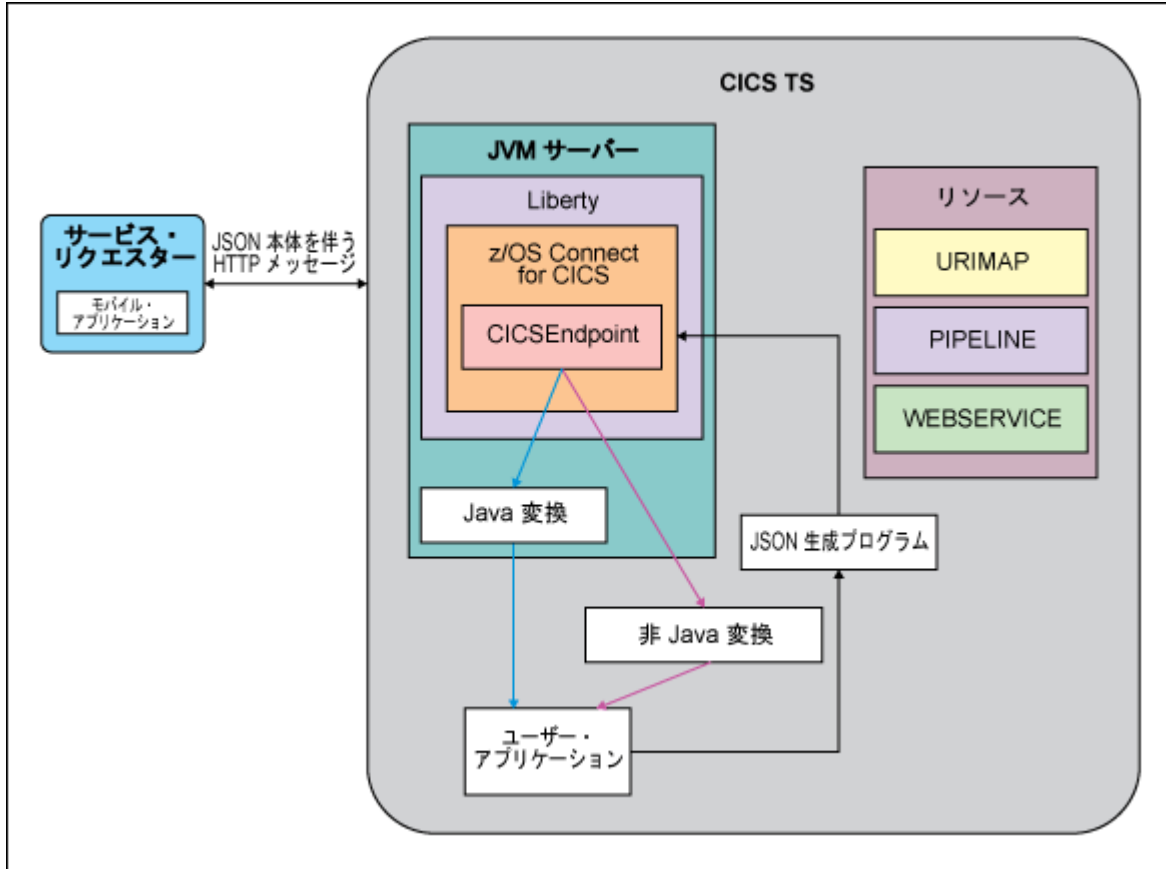 CICS TS
JVM サーバー
Liberty
z/OS Connect
for CICS
CICSEndpoint
サービス・
リクエスター
モバイル・
アプリケーション
JSON 本体を伴う
HTTP メッセージ
リソース
URIMAP
PIPELINE
WEBSERVICE
Java 変換
JSON 生成プログラム
非 Java 変換
ユーザー・
アプリケーション